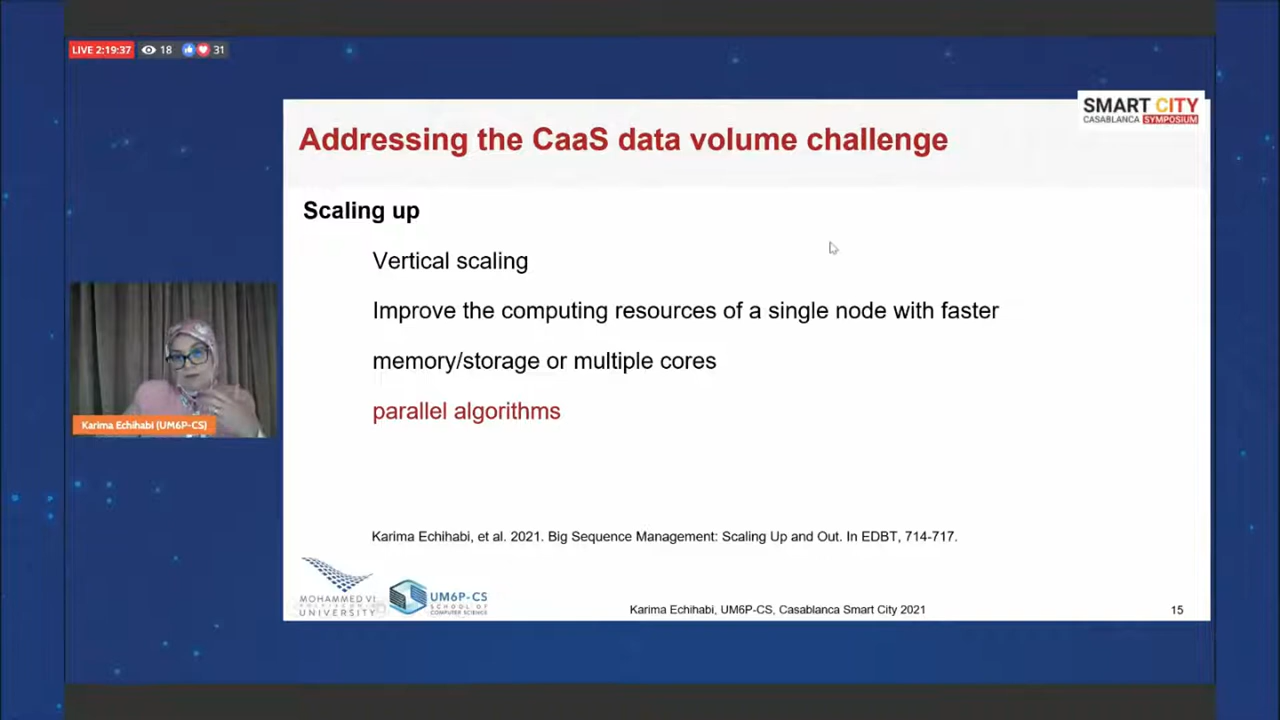 LIVE 2:19:37 18 31
SMART CITY
CASABLANCA SYMPOSIUM
Addressing the CaaS data volume challenge
Scaling up
Vertical scaling
Improve the computing resources of a single node with faster
memory/storage or multiple cores
parallel algorithms
Karima Echihabi (UM6P-CS)
Karima Echihabi, et al. 2021. Big Sequence Management: Scaling Up and Out. In EDBT, 714-717.
MOHAMMED VI
UNIVERSITY
UM6P-CS
SCHOOL OF
COMPUTER SCIENCE
Karima Echihabi, UM6P-CS, Casablanca Smart City 2021
15